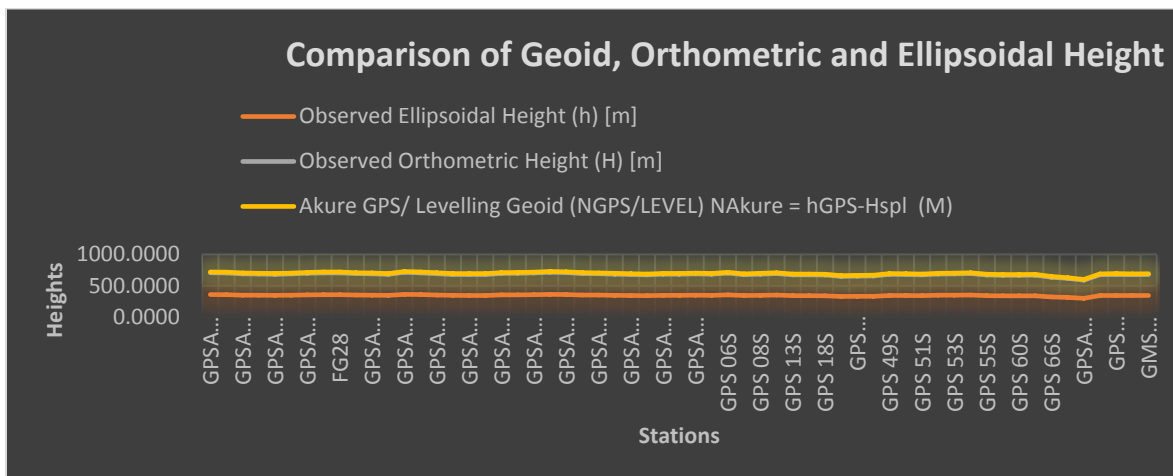 Comparison of Geoid, Orthometric and Ellipsoidal Height
Observed Ellipsoidal Height (h) [m]
Observed Orthometric Height (H) [m]
Akure GPS/ Levelling Geoid (NGPS/LEVEL) NAkure = hGPS-Hspl (M)
Heights
1000.0000
500.0000
0.0000
GPSA...
GPSA...
GPSA...
GPSA...
FG28
GPSA...
GPSA...
GPSA...
GPSA...
GPSA...
GPSA...
GPSA...
GPSA...
GPSA...
GPSA...
GPSA...
GPS 06S
GPS 08S
GPS 13S
GPS 18S
GPS...
GPS 49S
GPS 51S
GPS 53S
GPS 55S
GPS 60S
GPS 66S
GPSA...
GPS...
GMS...
Stations